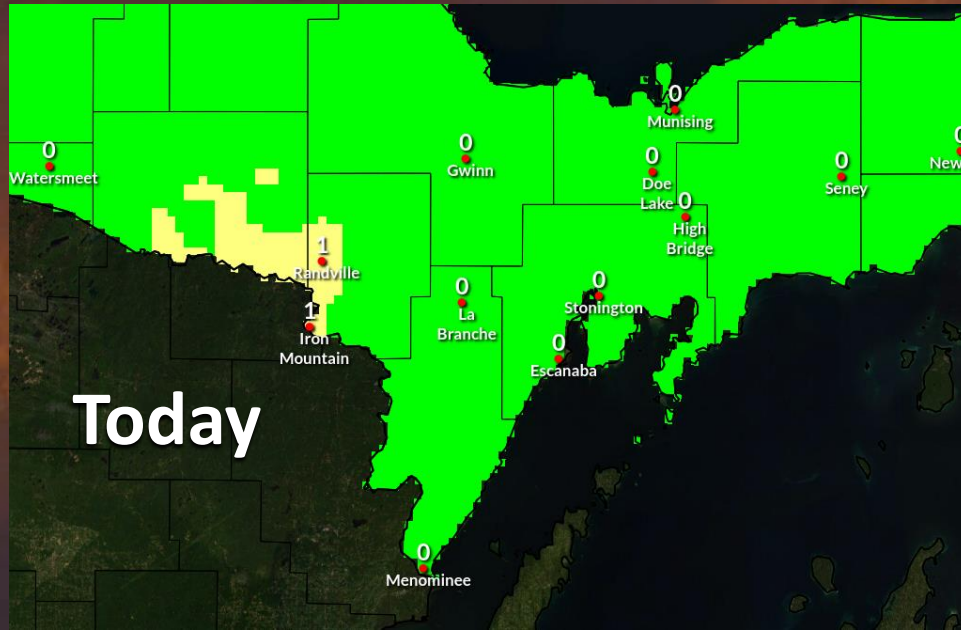 0
Munising
0
Watersmeet
0
Gwinn
0
Doe
Lake
0
Seney
New
0
High
Bridge
1
Randville
0
La
Branche
0
Stonington
1
Iron
Mountain
0
Escanaba
Today
0
Menominee